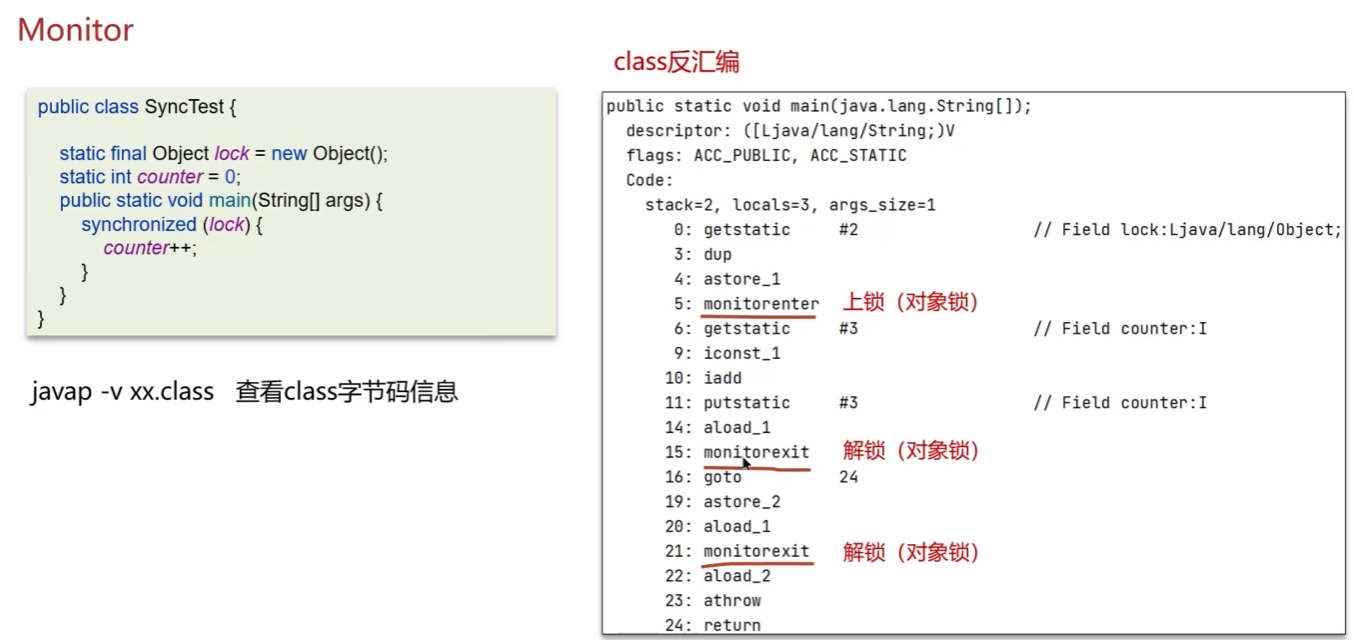 Monitor
public class SyncTest {
static final Object lock = new Object();
static int counter = 0;
public static void main(String[] args) {
synchronized (lock) {
counter++;
}
}
}
javap -v xx.class 查看class字节码信息
class反汇编
public static void main(java.lang.String[]);
descriptor: ([Ljava/lang/String;)V
flags: ACC_PUBLIC, ACC_STATIC
Code:
stack=2, locals=3, args_size=1
0: getstatic #2 // Field lock:Ljava/lang/Object;
3: dup
4: astore_1
5: monitorenter 上锁（对象锁）
6: getstatic #3 // Field counter:I
9: iconst_1
10: iadd
11: putstatic #3 // Field counter:I
14: aload_1
15: monitorexit 解锁（对象锁）
16: goto 24
19: astore_2
20: aload_1
21: monitorexit 解锁（对象锁）
22: aload_2
23: athrow
24: return